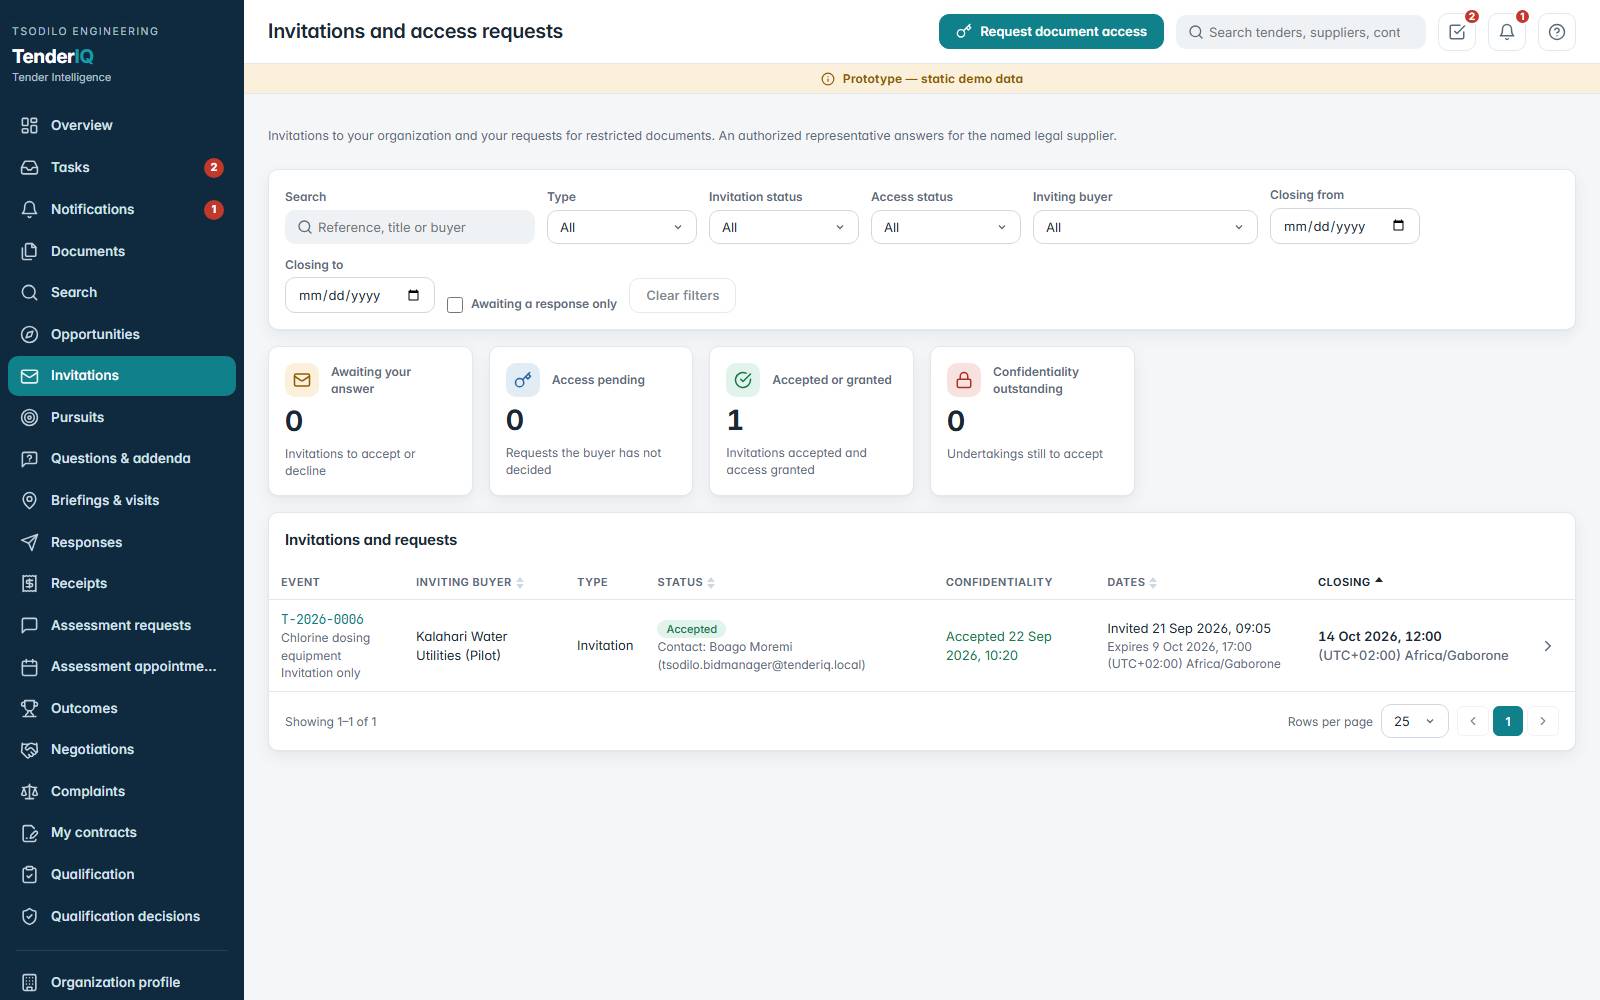 TSODILO ENGINEERING
TenderIQ
Tender Intelligence
Overview
Tasks 2
Notifications 1
Documents
Search
Opportunities
Invitations
Pursuits
Questions & addenda
Briefings & visits
Responses
Receipts
Assessment requests
Assessment appointme...
Outcomes
Negotiations
Complaints
My contracts
Qualification
Qualification decisions
Organization profile
Invitations and access requests
Request document access
Search tenders, suppliers, cont
2
1
Prototype — static demo data
Invitations to your organization and your requests for restricted documents. An authorized representative answers for the named legal supplier.
Search Type Invitation status Access status Inviting buyer Closing from
Reference, title or buyer All All All All mm/dd/yyyy
Closing to
mm/dd/yyyy Awaiting a response only Clear filters
Awaiting your
answer
0
Invitations to accept or
decline
Access pending
0
Requests the buyer has not
decided
Accepted or granted
1
Invitations accepted and
access granted
Confidentiality
outstanding
0
Undertakings still to accept
Invitations and requests
EVENT INVITING BUYER TYPE STATUS CONFIDENTIALITY DATES CLOSING
T-2026-0006
Chlorine dosing
equipment
Invitation only
Kalahari Water
Utilities (Pilot)
Invitation
Accepted
Contact: Boago Moremi
(tsodilo.bidmanager@tenderiq.local)
Accepted 22 Sep
2026, 10:20
Invited 21 Sep 2026, 09:05
Expires 9 Oct 2026, 17:00
(UTC+02:00) Africa/Gaborone
14 Oct 2026, 12:00
(UTC+02:00) Africa/Gaborone
Showing 1–1 of 1
Rows per page 25 1